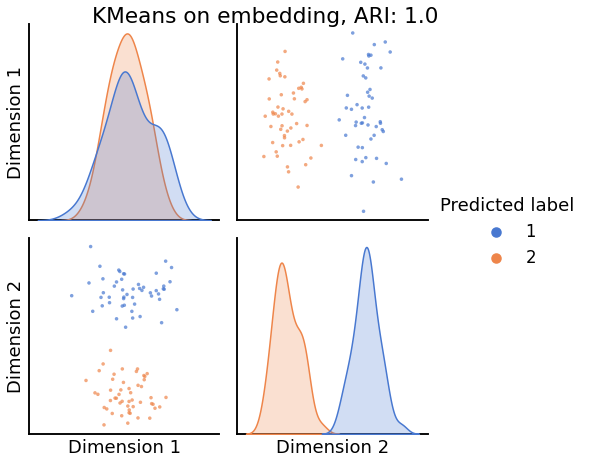 KMeans on embedding, ARI: 1.0
Dimension 1
Predicted label
1
2
Dimension 2
Dimension 1
Dimension 2